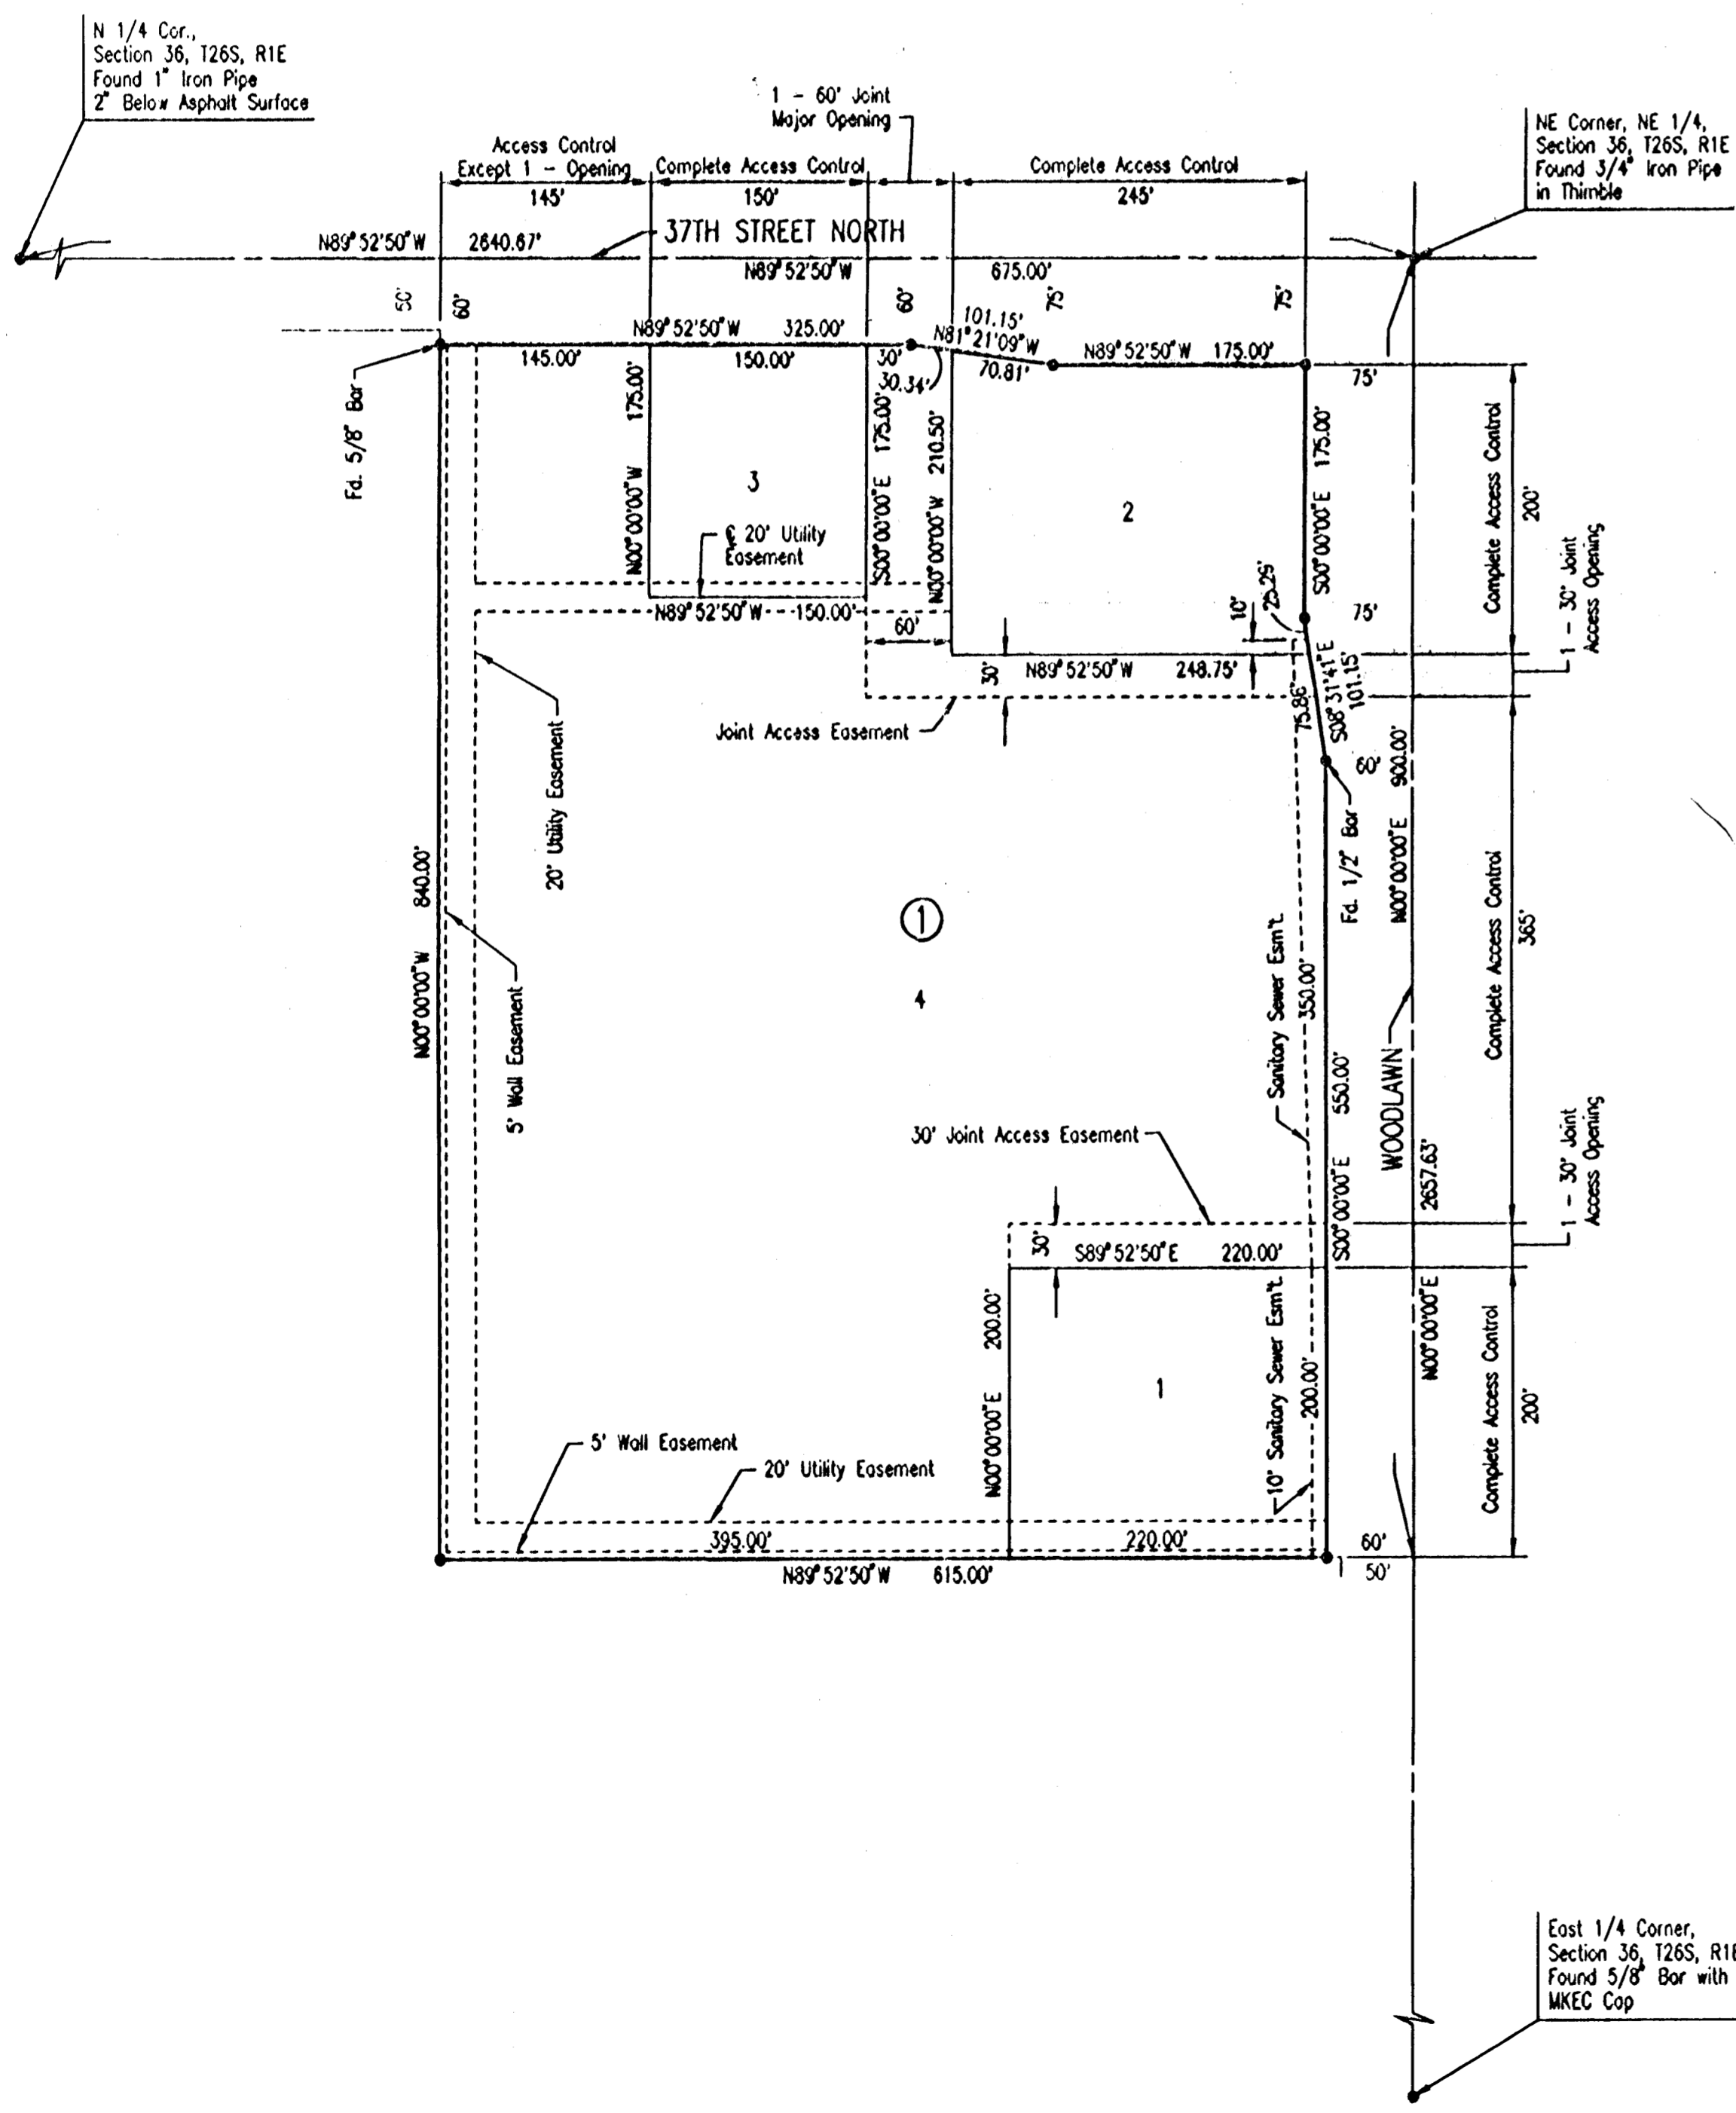 N 1/4 Cor.,
Section 36, T26S, R1E
Found 1" Iron Pipe
2" Below Asphalt Surface
1 - 60' Joint
Major Opening
NE Corner, NE 1/4,
Section 36, T26S, R1E
Found 3/4" Iron Pipe
in Thimble
Access Control
Except 1 - Opening
Complete Access Control
Complete Access Control
145'
150'
245'
N89°52'50"W 2640.67'
37TH STREET NORTH
N89°52'50"W 675.00'
50'
60'
60'
75'
75'
N89°52'50"W 325.00'
101.15'
N81°21'09"W
N89°52'50"W 175.00'
145.00'
150.00'
30'
30.34'
70.81'
75'
Fd. 5/8" Bar
N00°00'00"W 175.00'
3
S00°00'00"E 175.00'
N00°00'00"W 210.50'
2
S00°00'00"E 175.00'
Complete Access Control
200'
1 - 30' Joint
Access Opening
℄ 20' Utility
Easement
N89°52'50"W 150.00'
60'
10'
25.29'
75'
30'
N89°52'50"W 248.75'
75.86'
S08°31'41"E
101.15'
Joint Access Easement
20' Utility Easement
60'
Fd. 1/2" Bar
N00°00'00"E 900.00'
N00°00'00"W 840.00'
5' Wall Easement
1
4
Sanitary Sewer Esm't.
350.00'
S00°00'00"E 550.00'
WOODLAWN
Complete Access Control
365'
30' Joint Access Easement
2657.63'
N00°00'00"E
1 - 30' Joint
Access Opening
30'
S89°52'50"E 220.00'
N00°00'00"E 200.00'
1
10' Sanitary Sewer Esm't.
200.00'
Complete Access Control
200'
5' Wall Easement
20' Utility Easement
395.00'
220.00'
60'
N89°52'50"W 615.00'
50'
East 1/4 Corner,
Section 36, T26S, R1E
Found 5/8" Bar with
MKEC Cap